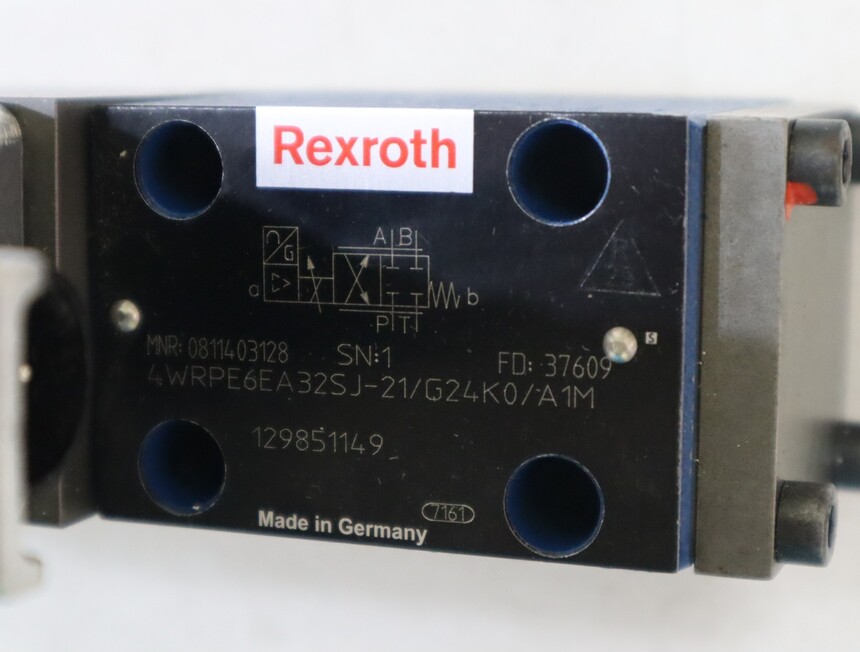 Rexroth
A B
G
a
b
P T
MNR: 0811403128 SN:1 FD: 37609
4WRPE6EA32SJ-21/G24K0/A1M
129851149
Made in Germany 7161